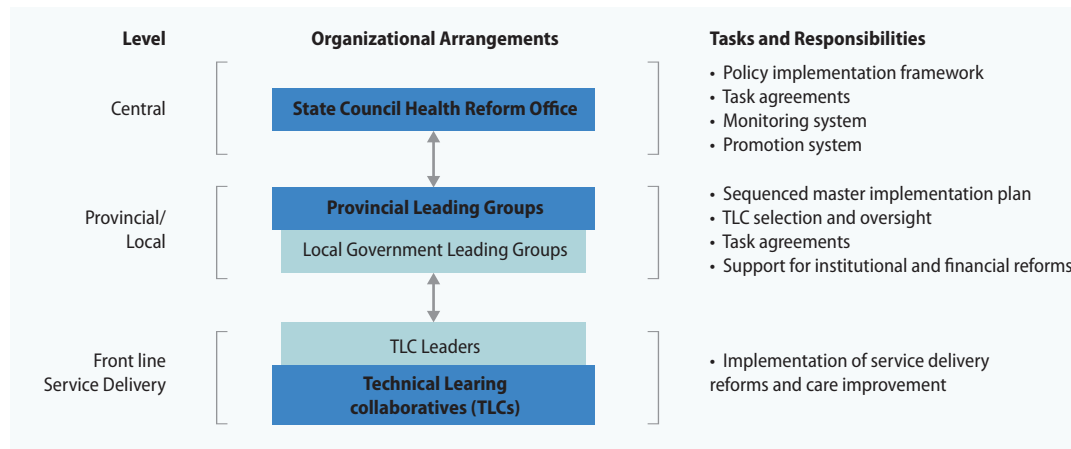 Level
Organizational Arrangements
Tasks and Responsibilities
Central
State Council Health Reform Office
• Policy implementation framework
• Task agreements
• Monitoring system
• Promotion system
Provincial/
Local
Provincial Leading Groups
Local Government Leading Groups
• Sequenced master implementation plan
• TLC selection and oversight
• Task agreements
• Support for institutional and financial reforms
Front line
Service Delivery
TLC Leaders
Technical Learing
collaboratives (TLCs)
• Implementation of service delivery
reforms and care improvement